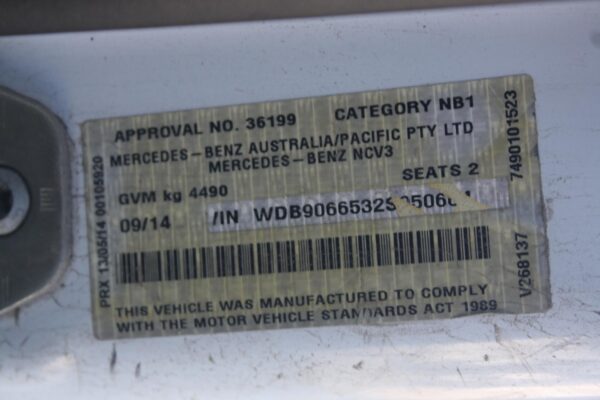 APPROVAL NO. 36199 CATEGORY NB1
MERCEDES-BENZ AUSTRALIA/PACIFIC PTY LTD
MERCEDES-BENZ NCV3
GVM kg 4490 SEATS 2
09/14
PRX 13/05/14 00105920
7490101523
V268137
THIS VEHICLE WAS MANUFACTURED TO COMPLY
WITH THE MOTOR VEHICLE STANDARDS ACT 1989